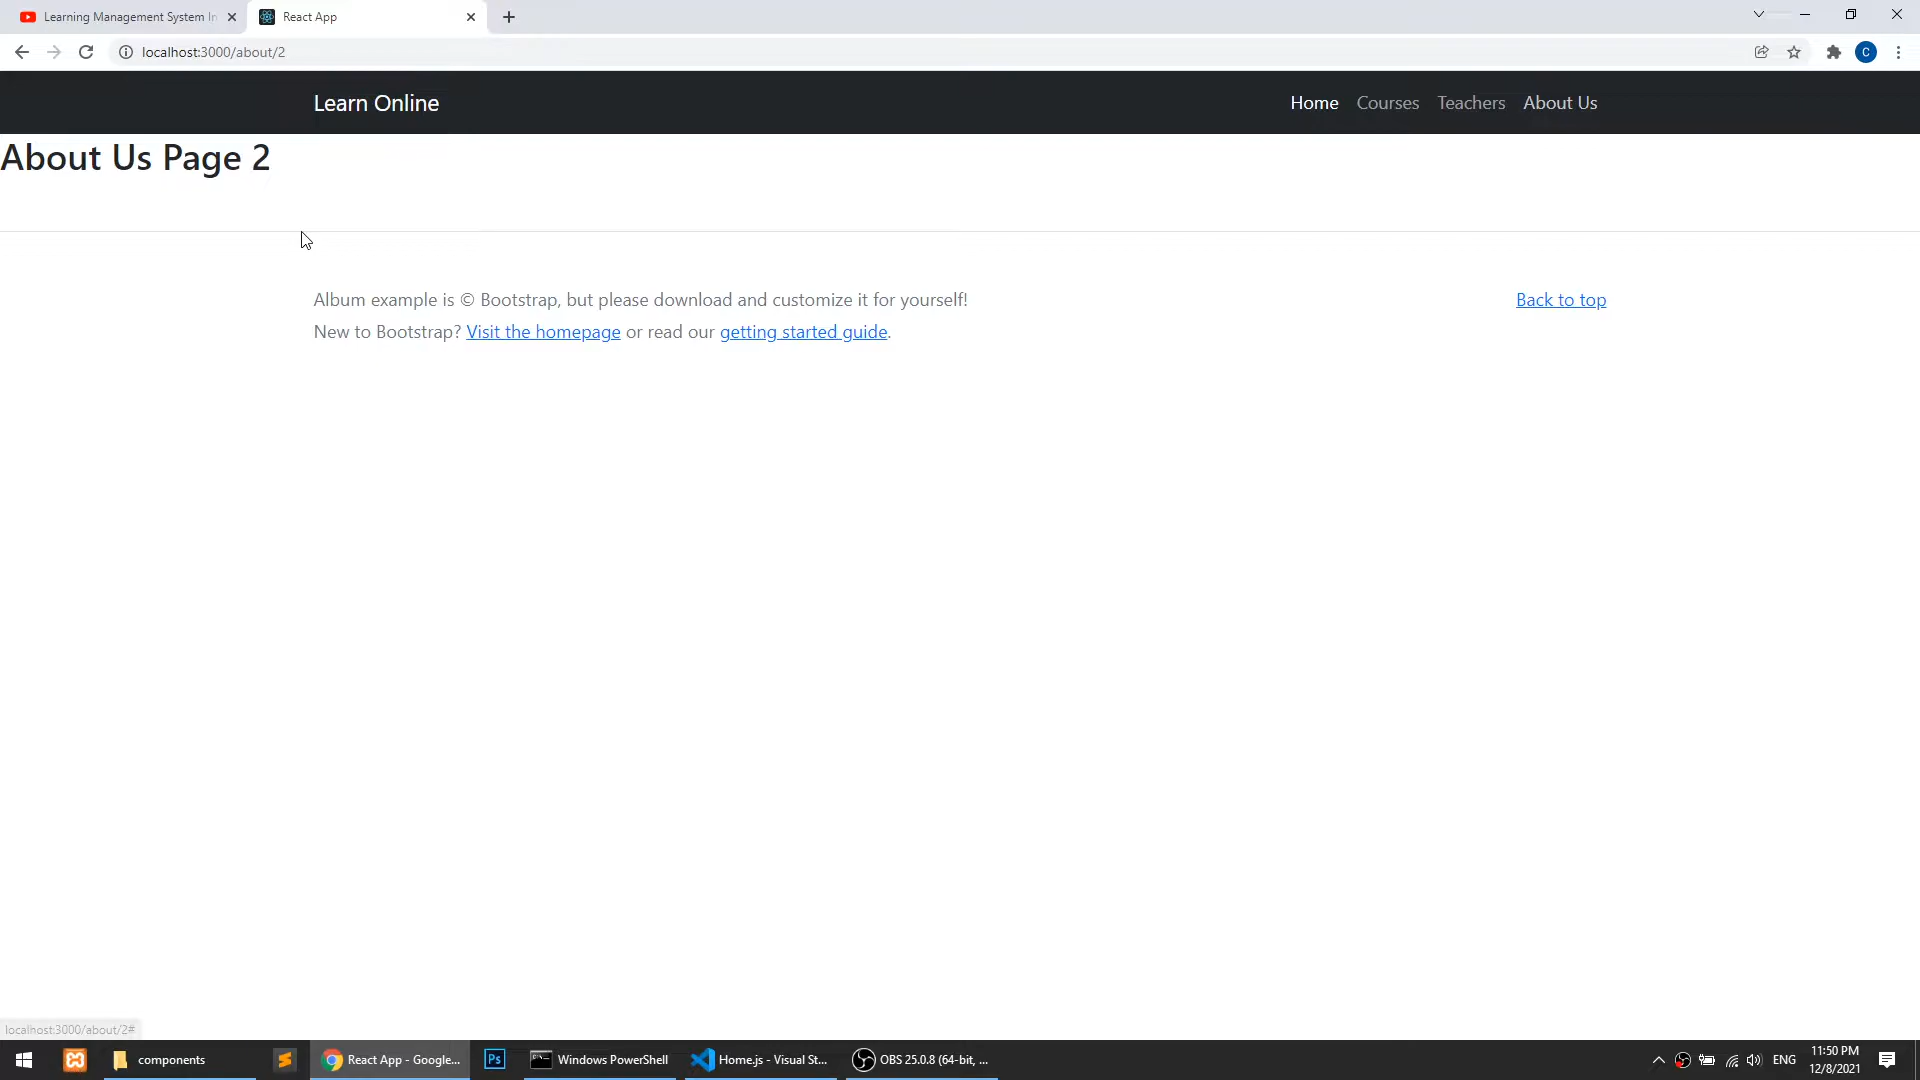 Learning Management System In
React App
localhost:3000/about/2
C
Learn Online
Home Courses Teachers About Us
About Us Page 2
Album example is © Bootstrap, but please download and customize it for yourself!
Back to top
New to Bootstrap? Visit the homepage or read our getting started guide.
localhost:3000/about/2#
components
React App - Google...
Ps
Windows PowerShell
Home.js - Visual St...
OBS 25.0.8 (64-bit, ...
ENG
11:50 PM
12/8/2021